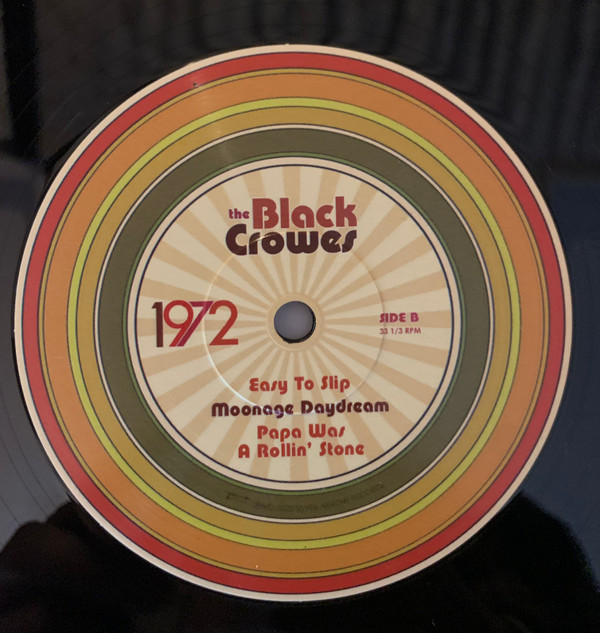 the Black
Crowes
1972
SIDE B
33 1/3 RPM
Easy To Slip
Moonage Daydream
Papa Was
A Rollin' Stone